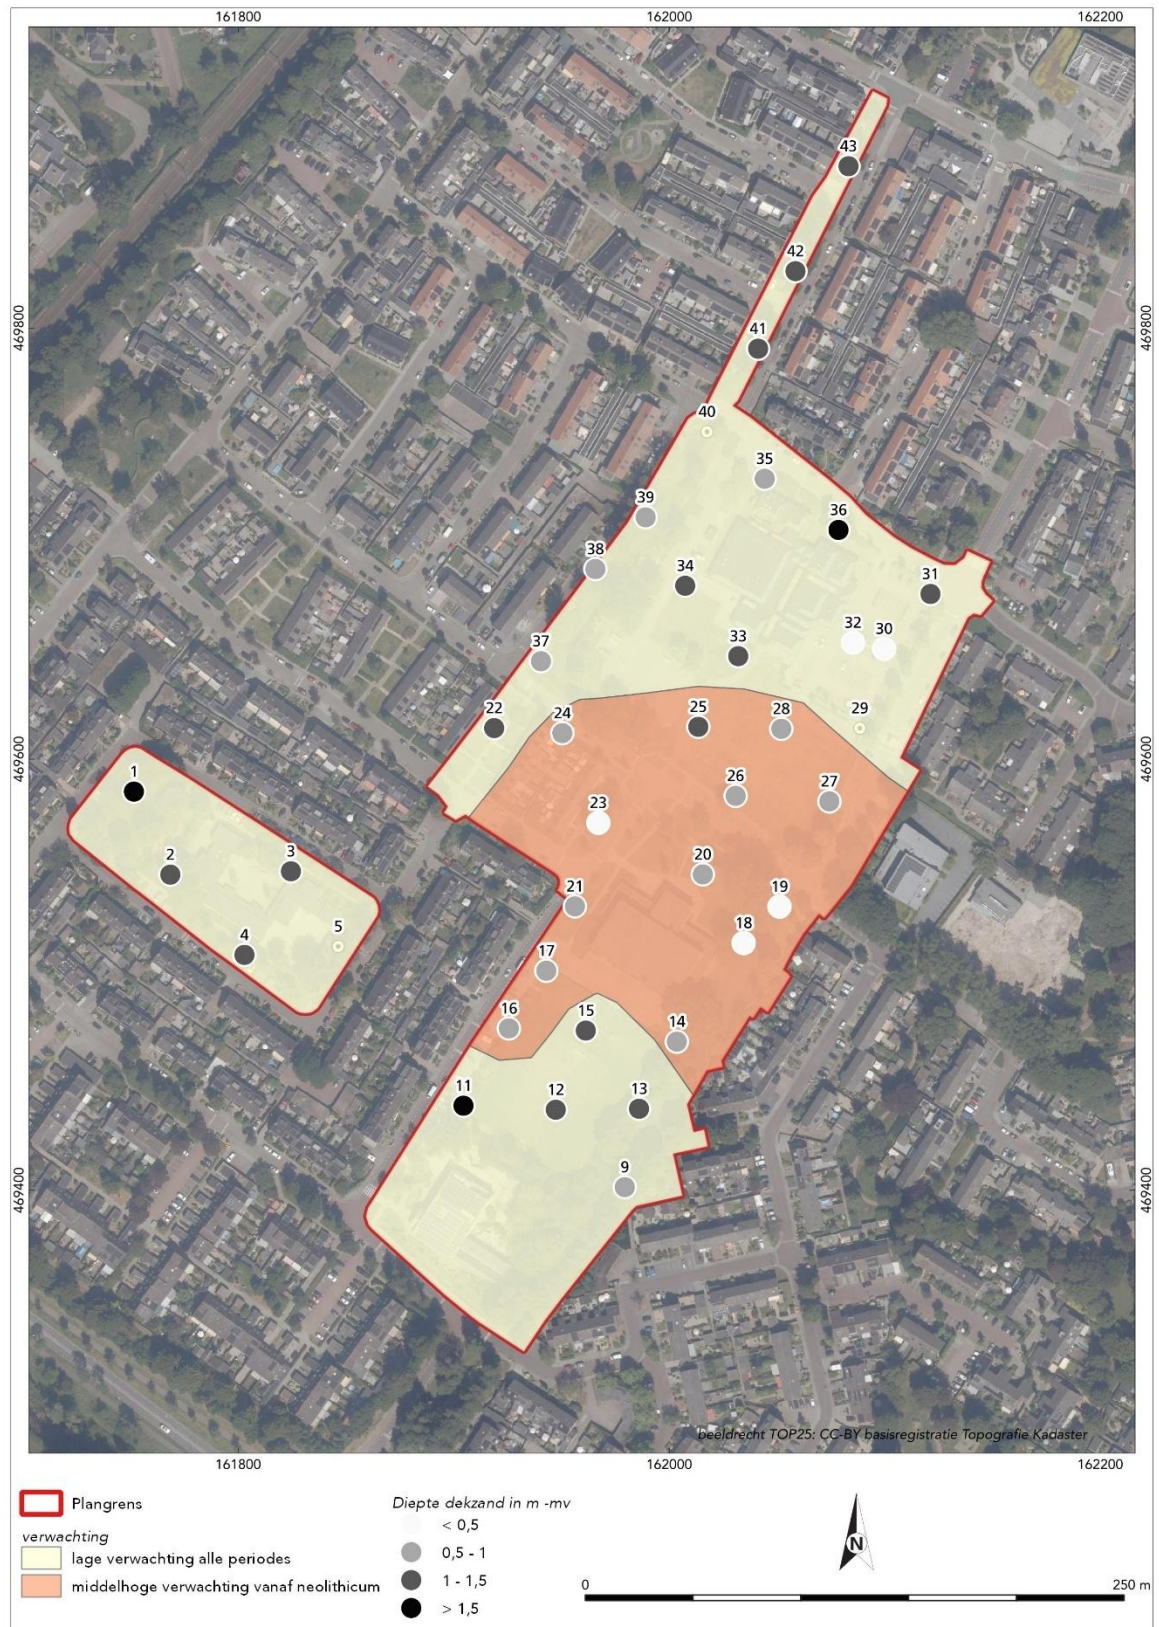 161800 162000 162200
43
42
469800 469800
41
40
35
39
36
38
34
31
32 30
33
37
22 24 25 28 29
469600 469600
1
26 27
23
2 3
20
21 19
4 5
18
17
16 15 14
11 12 13
9
469400 469400
beeldrecht TOP25: CC-BY basisregistratie Topografie Kadaster
161800 162000 162200
Plangrens
verwachting
lage verwachting alle periodes
middelhoge verwachting vanaf neolithicum
Diepte dekzand in m -mv
< 0,5
0,5 - 1
1 - 1,5
> 1,5
N
0 250 m